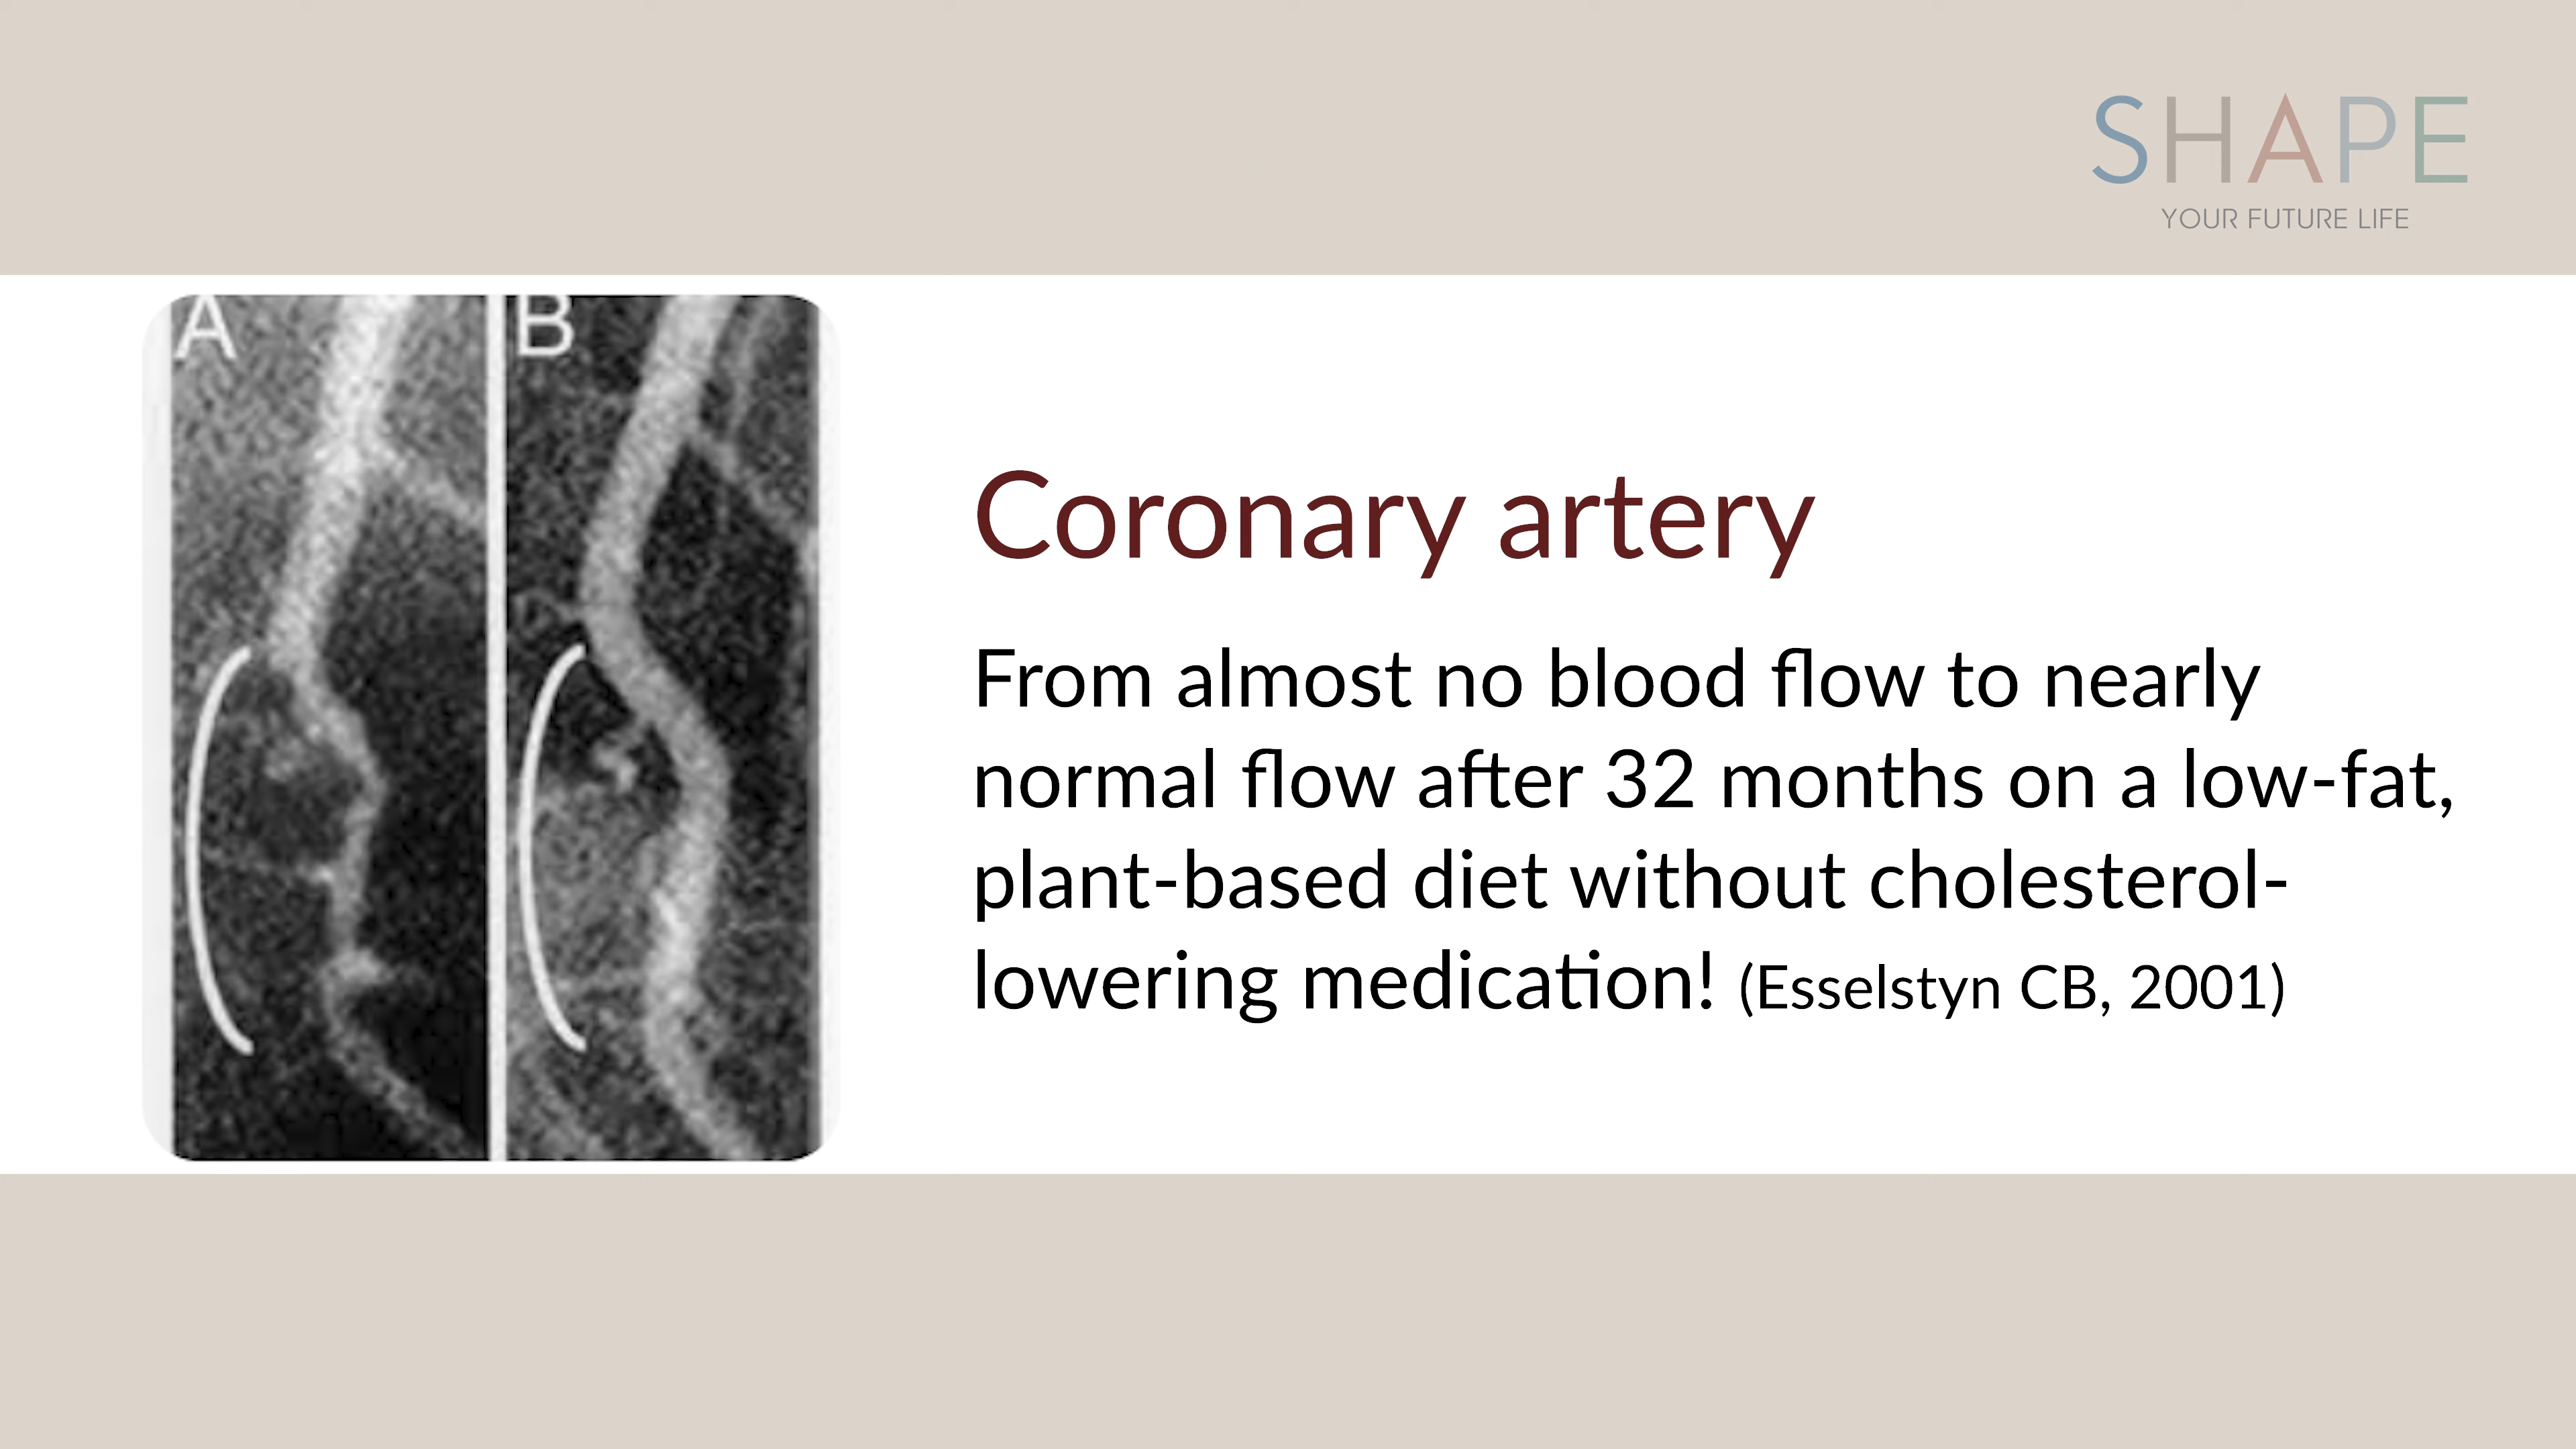 SHAPE
YOUR FUTURE LIFE
A
B
Coronary artery
From almost no blood flow to nearly
normal flow after 32 months on a low-fat,
plant-based diet without cholesterol-
lowering medication! (Esselstyn CB, 2001)